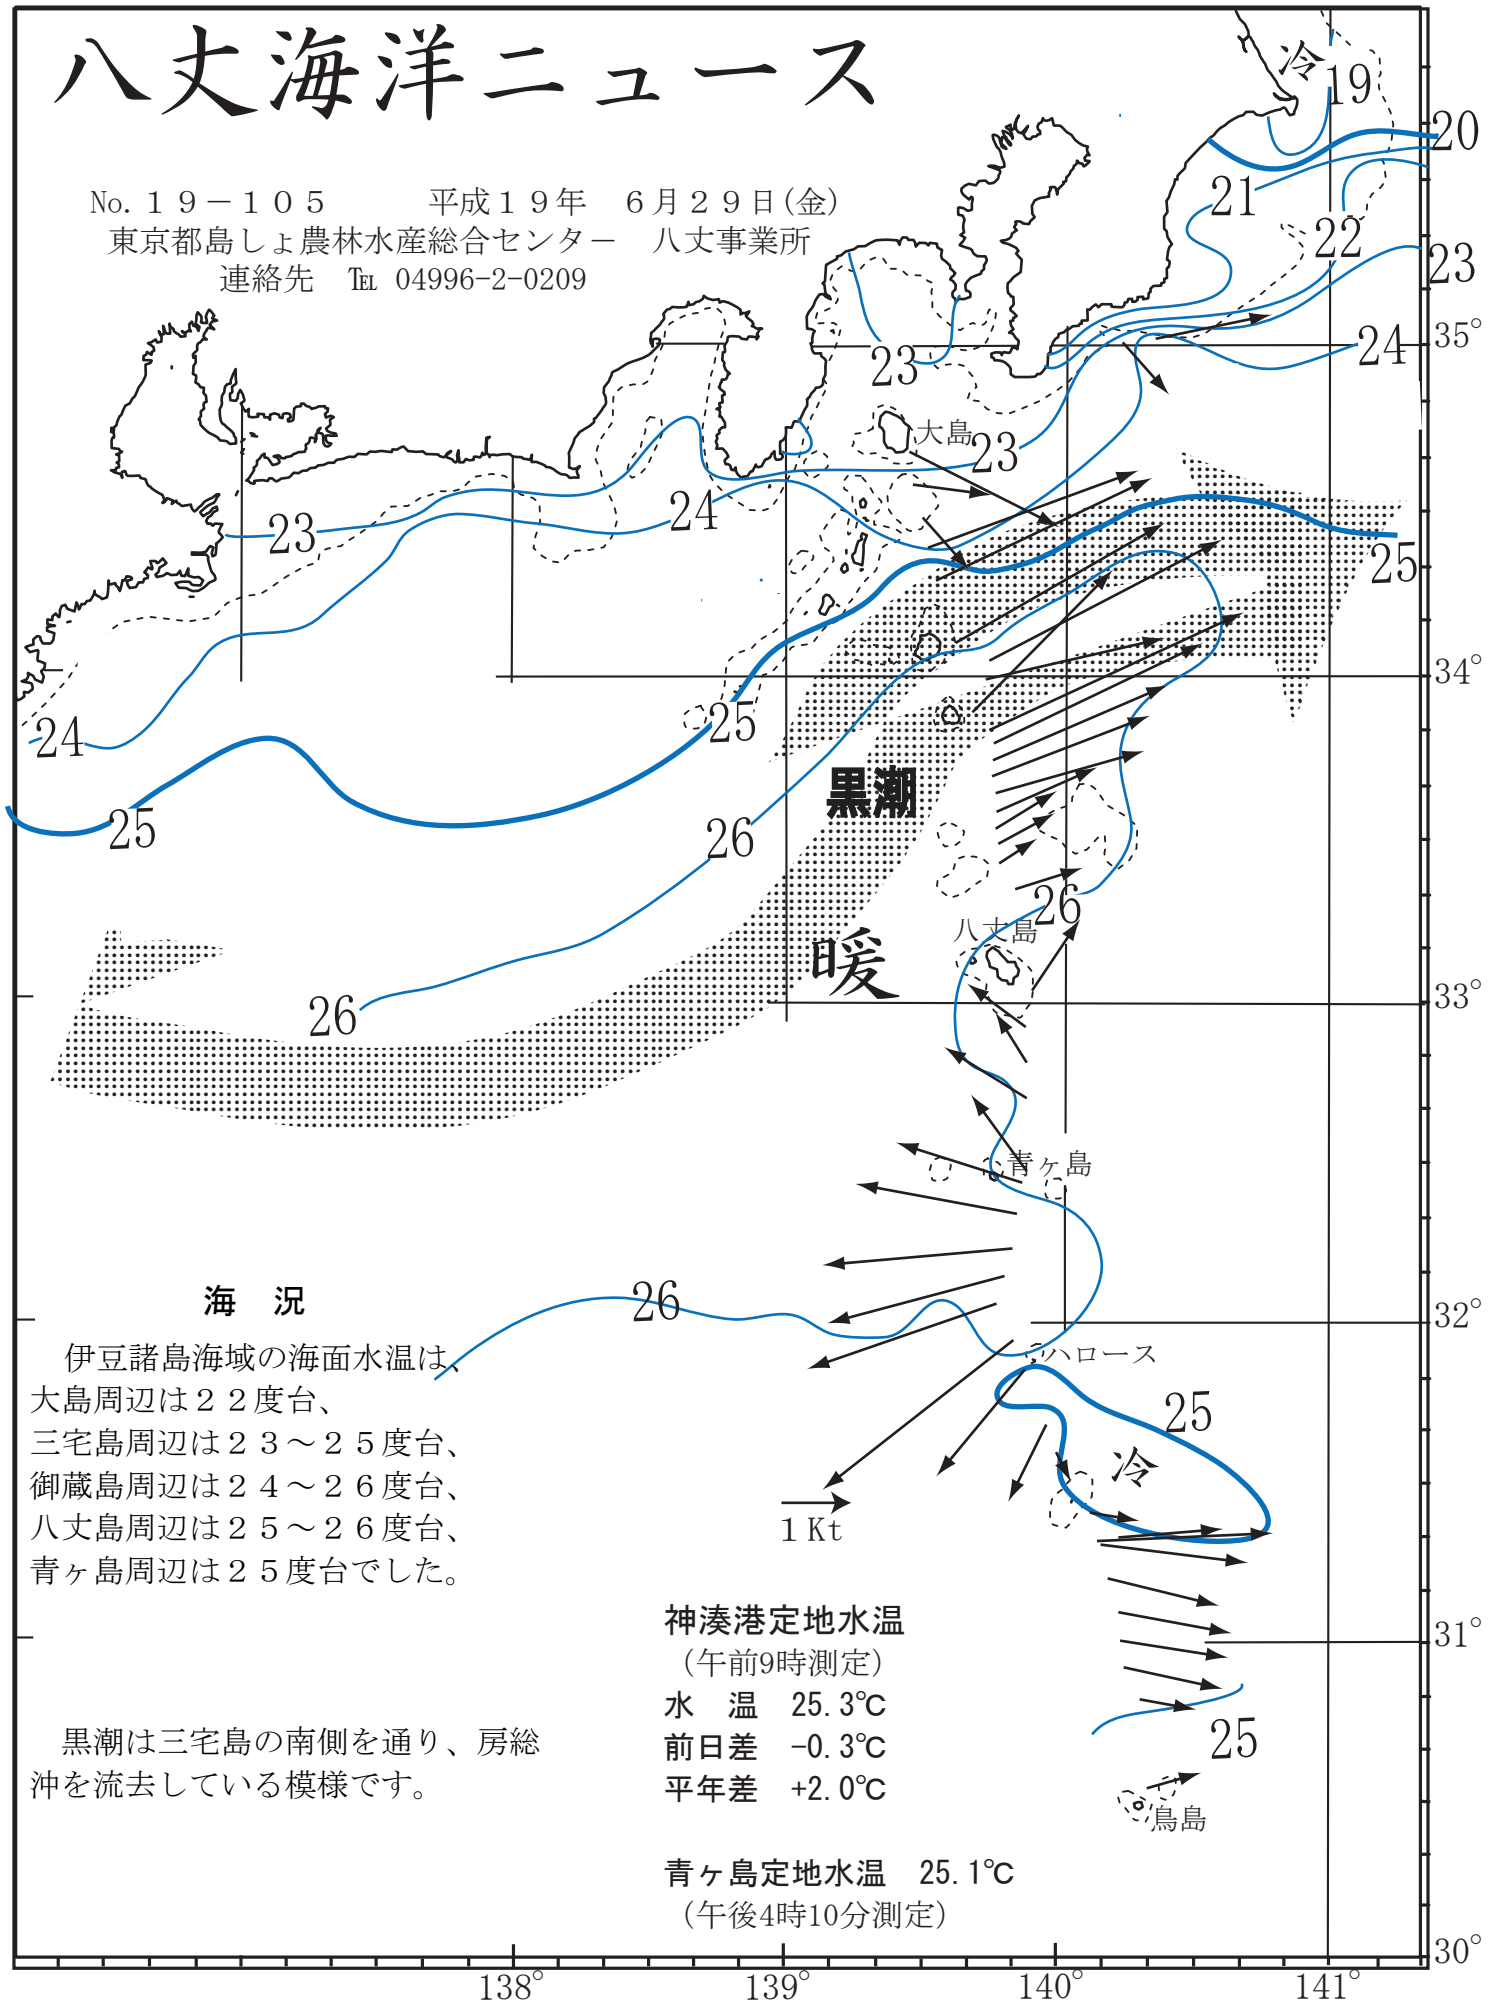 八丈海洋ニュース
No.１９－１０５　平成１９年　６月２９日(金)
東京都島しょ農林水産総合センター　八丈事業所
連絡先　℡ 04996-2-0209
冷
19
20
21
22
23
35°
24
23
大島
23
24
23
25
34°
25
24
黒潮
25
26
26
八丈島
暖
33°
26
青ヶ島
26
32°
ハロース
25
冷
海　況
伊豆諸島海域の海面水温は、
大島周辺は２２度台、
三宅島周辺は２３～２５度台、
御蔵島周辺は２４～２６度台、
八丈島周辺は２５～２６度台、
青ヶ島周辺は２５度台でした。
１Kt
31°
神湊港定地水温
（午前9時測定）
水　温　25.3℃
前日差　-0.3℃
平年差　+2.0℃
25
鳥島
黒潮は三宅島の南側を通り、房総
沖を流去している模様です。
青ヶ島定地水温　25.1℃
（午後4時10分測定）
30°
138°
139°
140°
141°